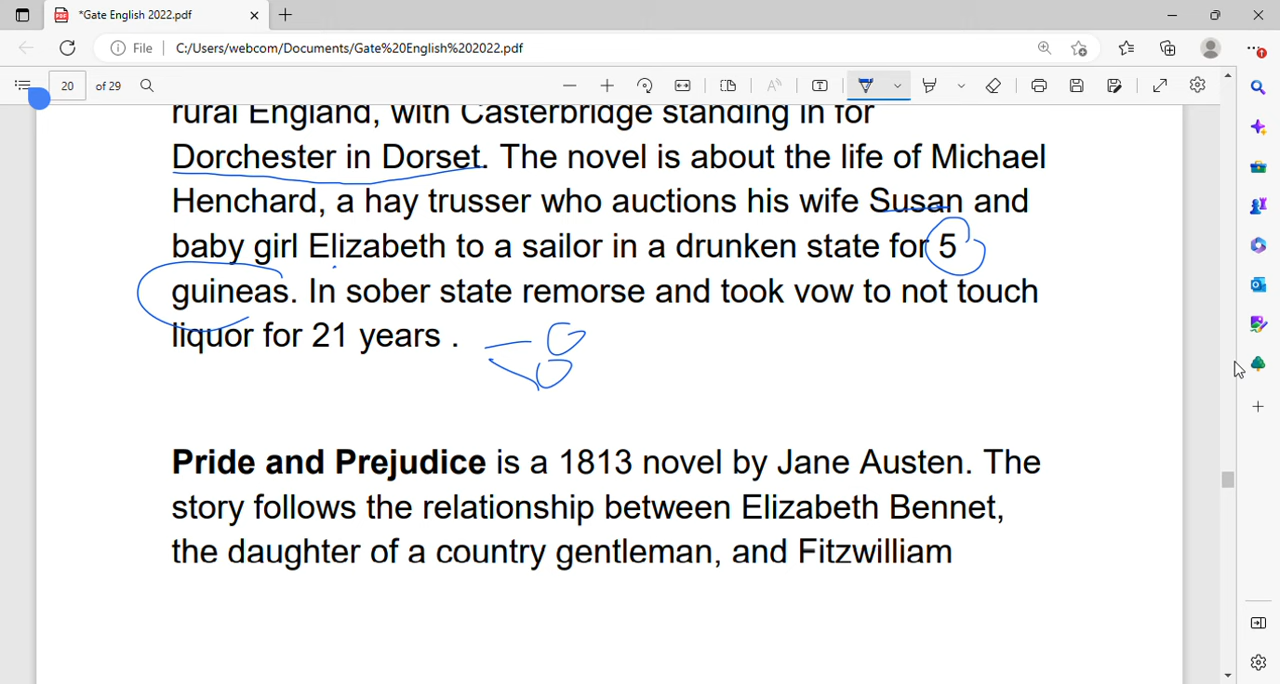 *Gate English 2022.pdf
File C:/Users/webcom/Documents/Gate%20English%202022.pdf
20 of 29
rural England, with Casterbridge standing in for
Dorchester in Dorset. The novel is about the life of Michael
Henchard, a hay trusser who auctions his wife Susan and
baby girl Elizabeth to a sailor in a drunken state for 5
guineas. In sober state remorse and took vow to not touch
liquor for 21 years .
Pride and Prejudice is a 1813 novel by Jane Austen. The
story follows the relationship between Elizabeth Bennet,
the daughter of a country gentleman, and Fitzwilliam